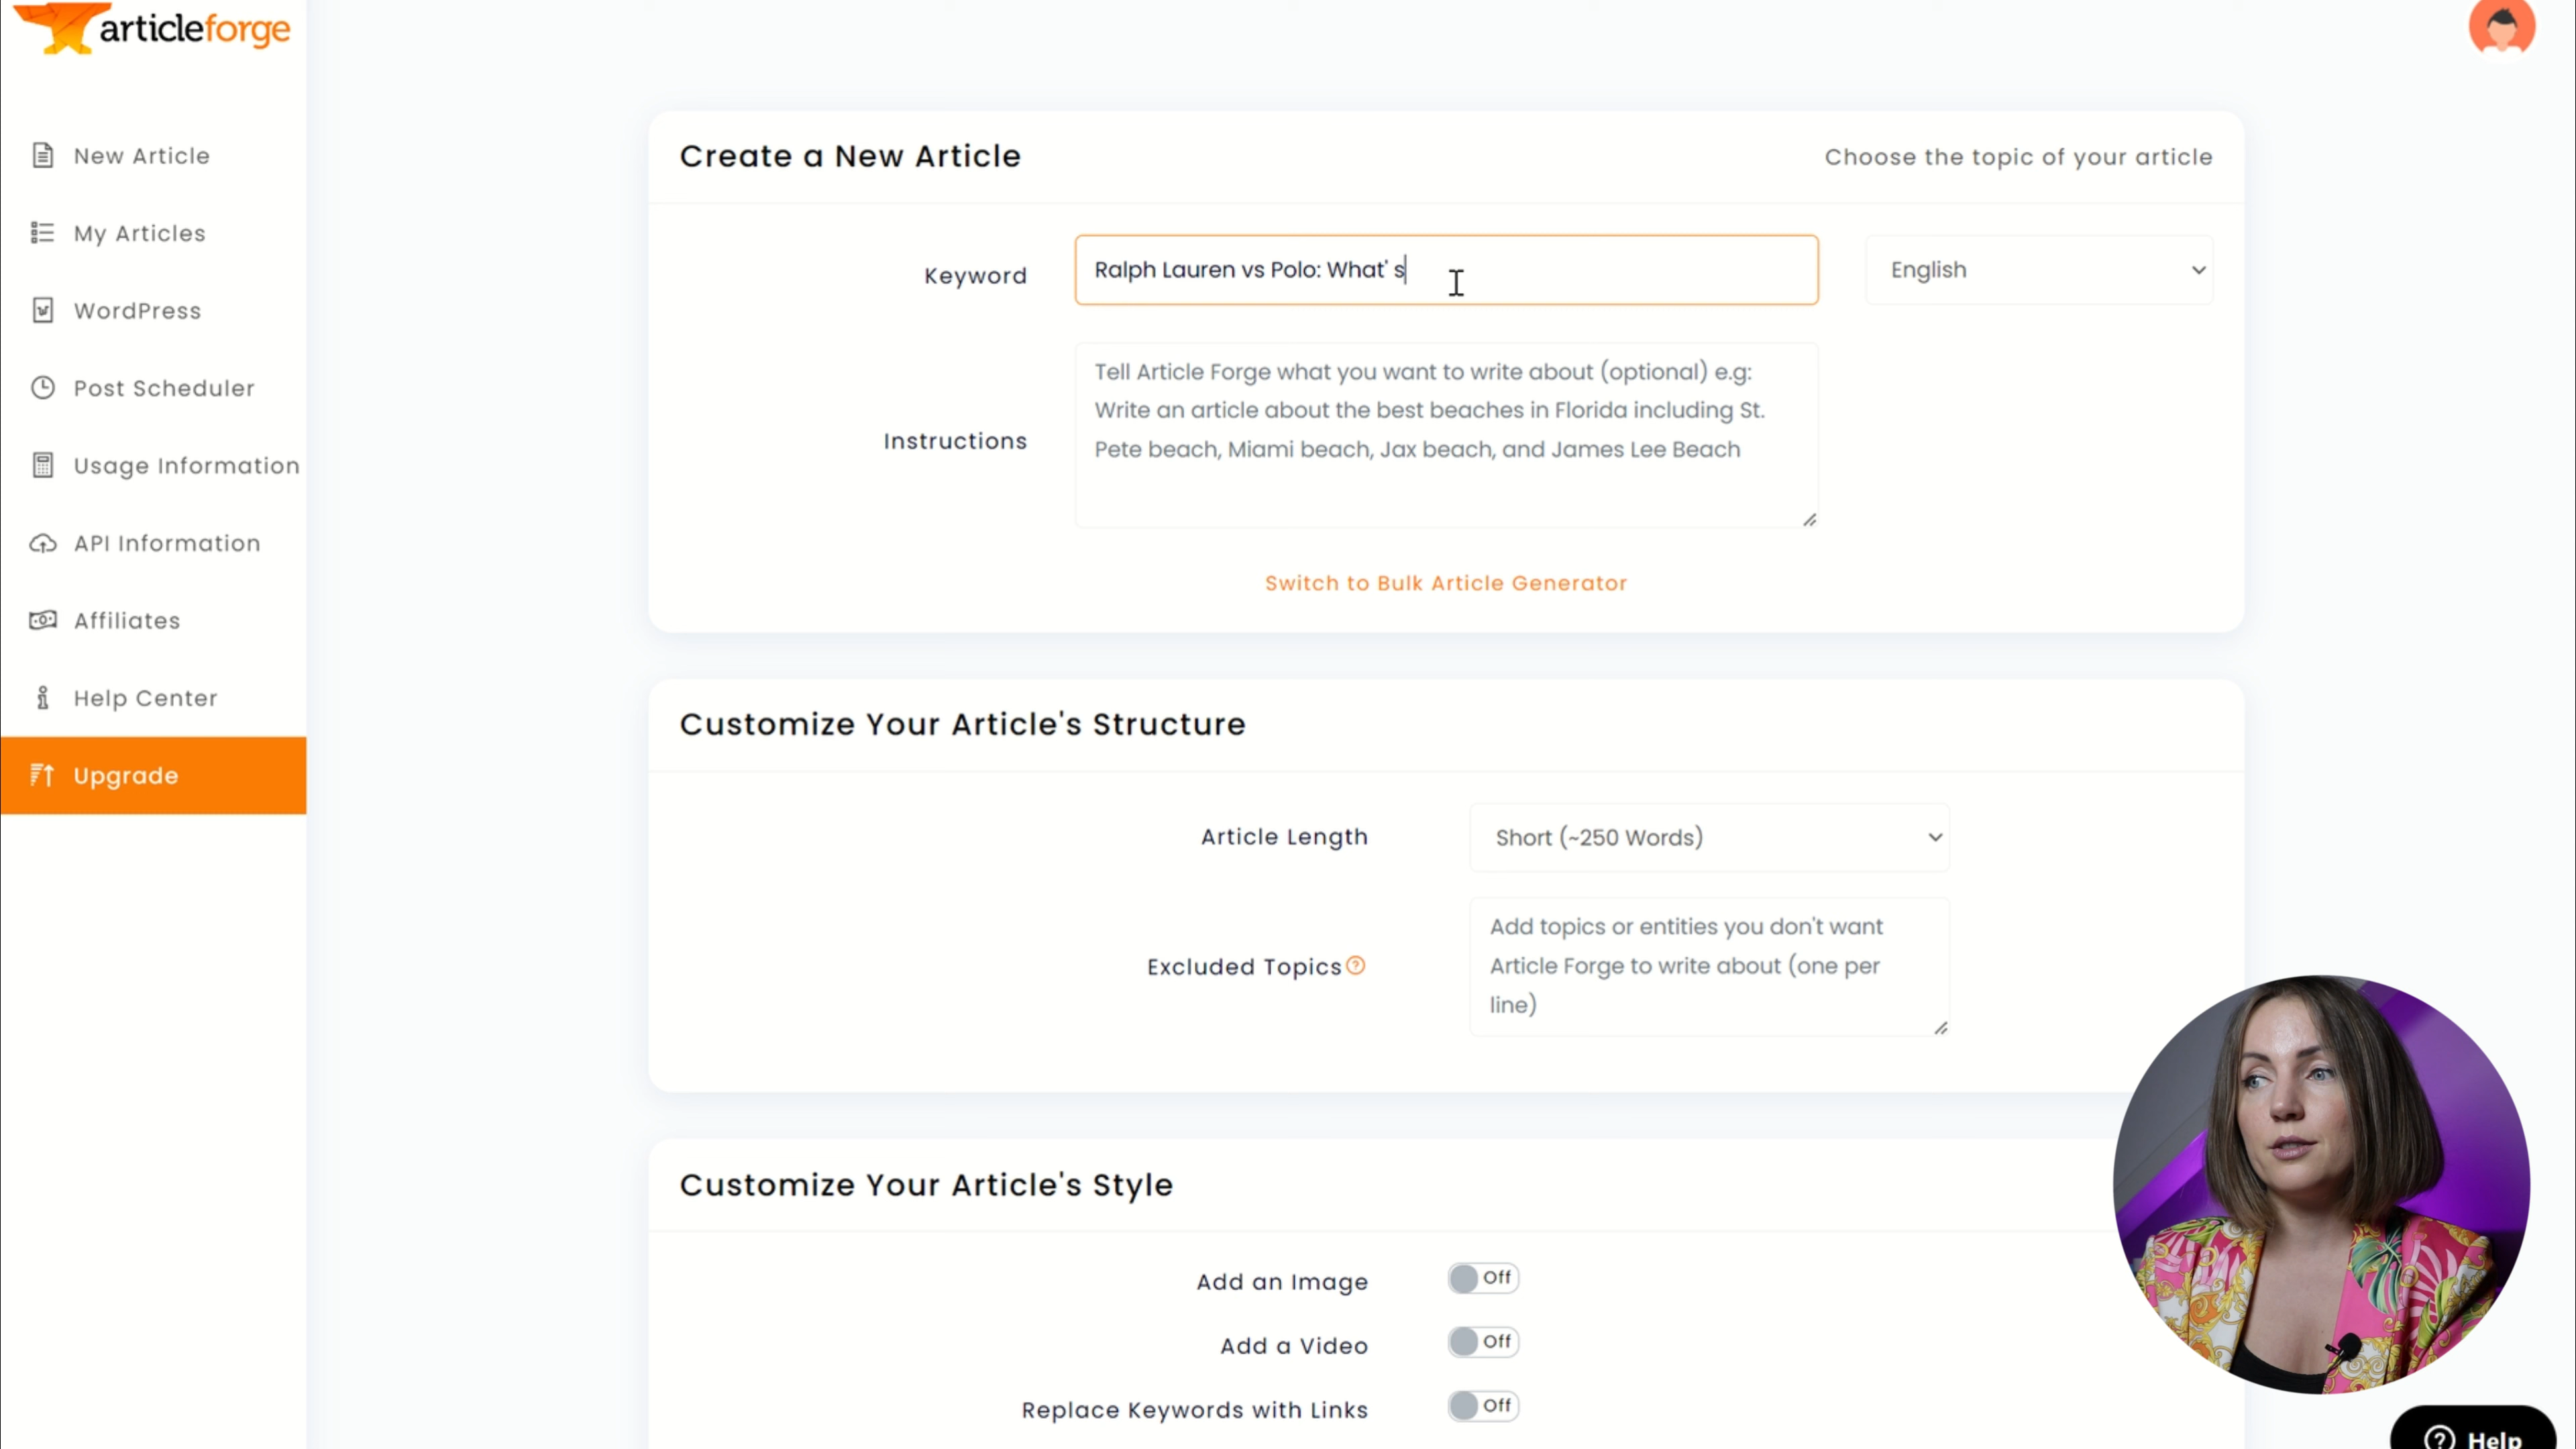 articleforge
New Article
My Articles
WordPress
Post Scheduler
Usage Information
API Information
Affiliates
Help Center
Upgrade
Create a New Article
Choose the topic of your article
Keyword
Ralph Lauren vs Polo: What' s
English
Instructions
Tell Article Forge what you want to write about (optional) e.g:
Write an article about the best beaches in Florida including St.
Pete beach, Miami beach, Jax beach, and James Lee Beach
Switch to Bulk Article Generator
Customize Your Article's Structure
Article Length
Short (~250 Words)
Excluded Topics
Add topics or entities you don't want
Article Forge to write about (one per
line)
Customize Your Article's Style
Add an Image
Off
Add a Video
Off
Replace Keywords with Links
Off
Help